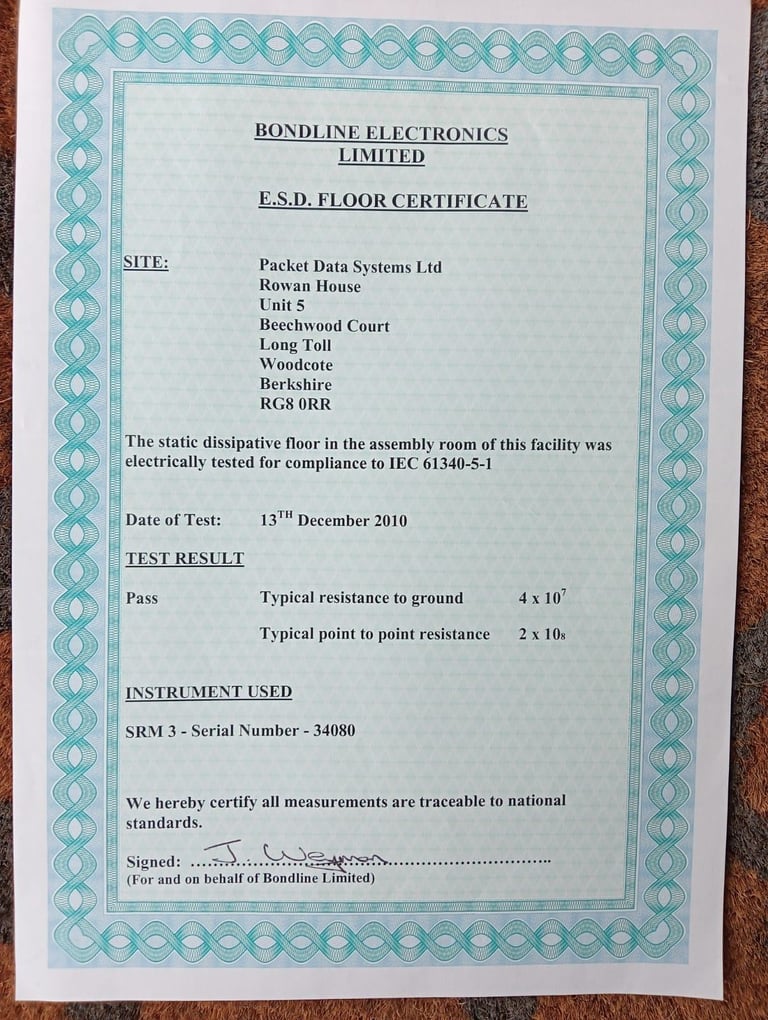 BONDLINE ELECTRONICS
LIMITED
E.S.D. FLOOR CERTIFICATE
SITE: Packet Data Systems Ltd
Rowan House
Unit 5
Beechwood Court
Long Toll
Woodcote
Berkshire
RG8 0RR
The static dissipative floor in the assembly room of this facility was
electrically tested for compliance to IEC 61340-5-1
Date of Test: 13TH December 2010
TEST RESULT
Pass Typical resistance to ground 4 x 10⁷
Typical point to point resistance 2 x 10₈
INSTRUMENT USED
SRM 3 - Serial Number - 34080
We hereby certify all measurements are traceable to national
standards.
Signed: ...J. Weyman...
(For and on behalf of Bondline Limited)